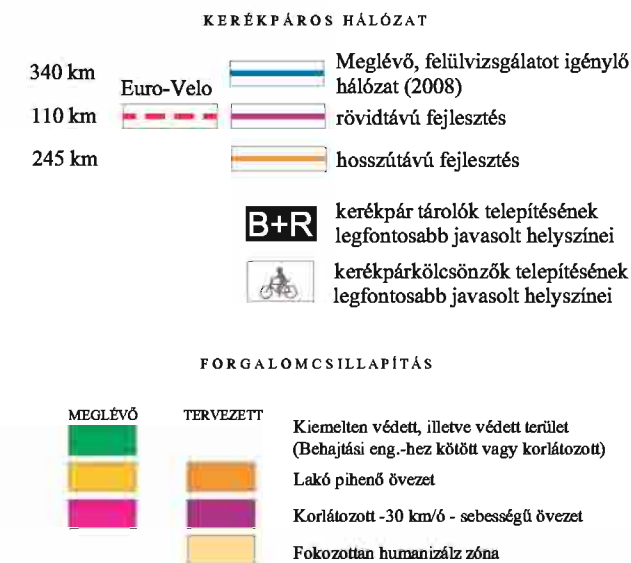 KERÉKPÁROS HÁLÓZAT
340 km Meglévő, felülvizsgálatot igénylő
hálózat (2008)
Euro-Velo
110 km rövidtávú fejlesztés
245 km hosszútávú fejlesztés
B+R kerékpár tárolók telepítésének
legfontosabb javasolt helyszínei
kerékpárkölcsönzők telepítésének
legfontosabb javasolt helyszínei
FORGALOMCSILLAPÍTÁS
MEGLÉVŐ TERVEZETT
Kiemelten védett, illetve védett terület
(Behajtási eng.-hez kötött vagy korlátozott)
Lakó pihenő övezet
Korlátozott -30 km/ó - sebességű övezet
Fokozottan humanizálz zóna